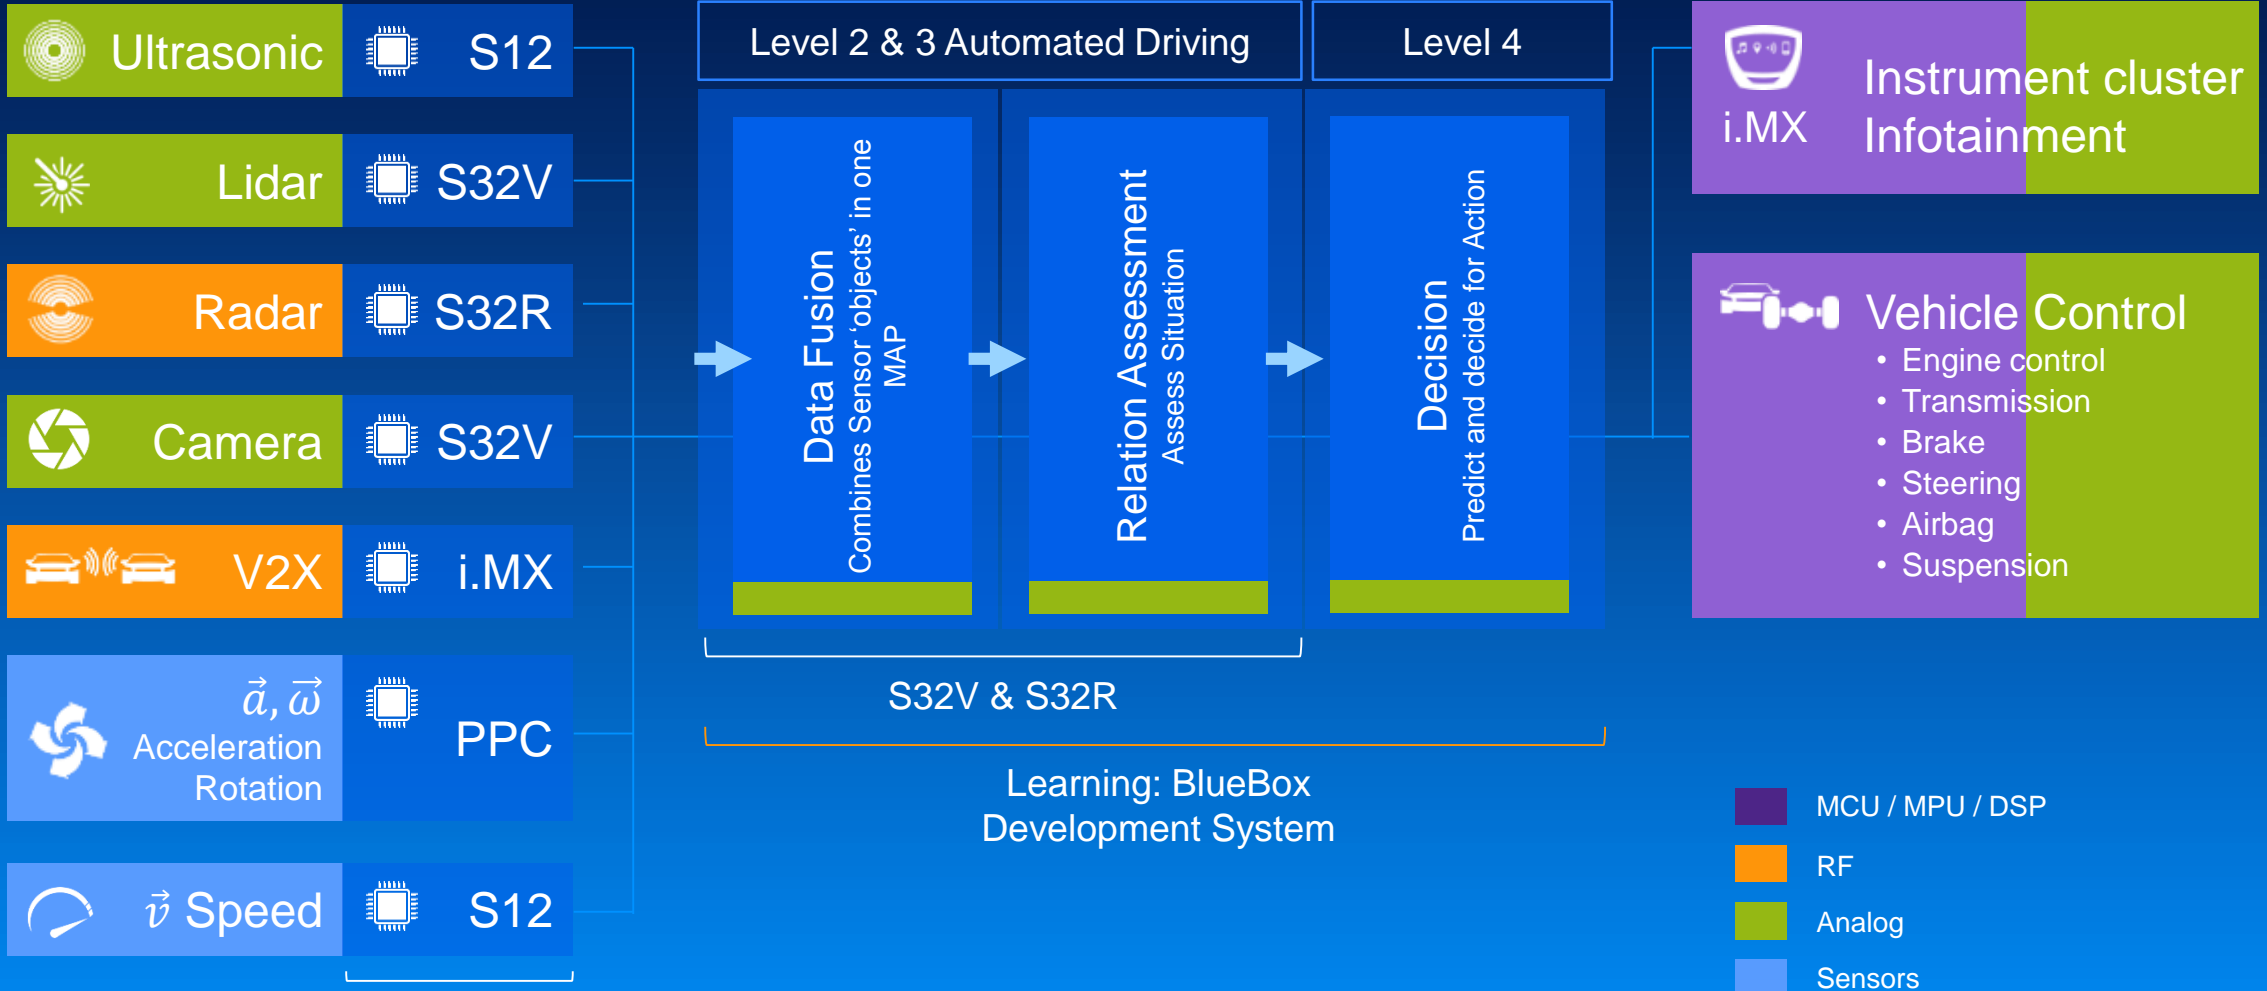 Ultrasonic
S12
Lidar
S32V
Radar
S32R
Camera
S32V
V2X
i.MX
a⃗, ω⃗
Acceleration
Rotation
PPC
v⃗ Speed
S12
Level 2 & 3 Automated Driving
Level 4
Data Fusion
Combines Sensor ‘objects’ in one
MAP
Relation Assessment
Assess Situation
Decision
Predict and decide for Action
S32V & S32R
Learning: BlueBox
Development System
i.MX
Instrument cluster
Infotainment
Vehicle Control
• Engine control
• Transmission
• Brake
• Steering
• Airbag
• Suspension
MCU / MPU / DSP
RF
Analog
Sensors